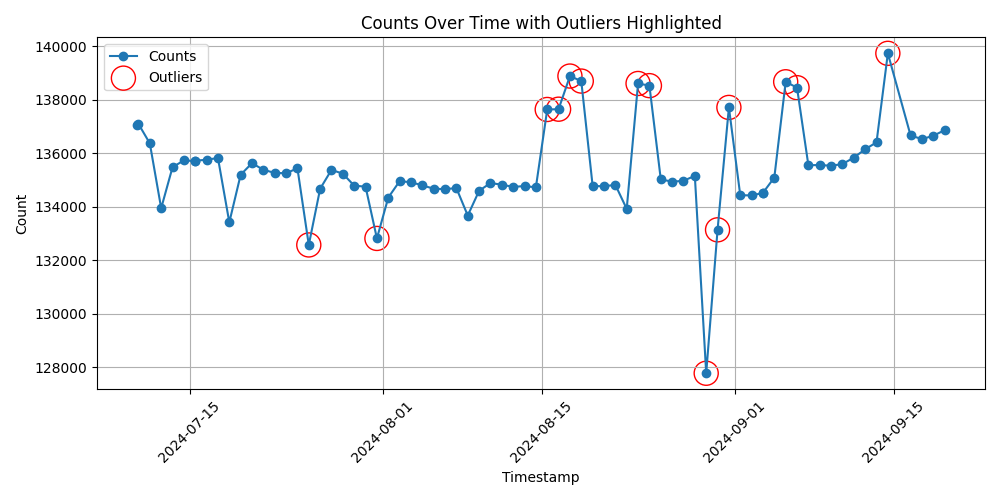 Counts Over Time with Outliers Highlighted
Counts
Outliers
140000
138000
136000
134000
132000
130000
128000
Count
2024-07-15
2024-08-01
2024-08-15
2024-09-01
2024-09-15
Timestamp